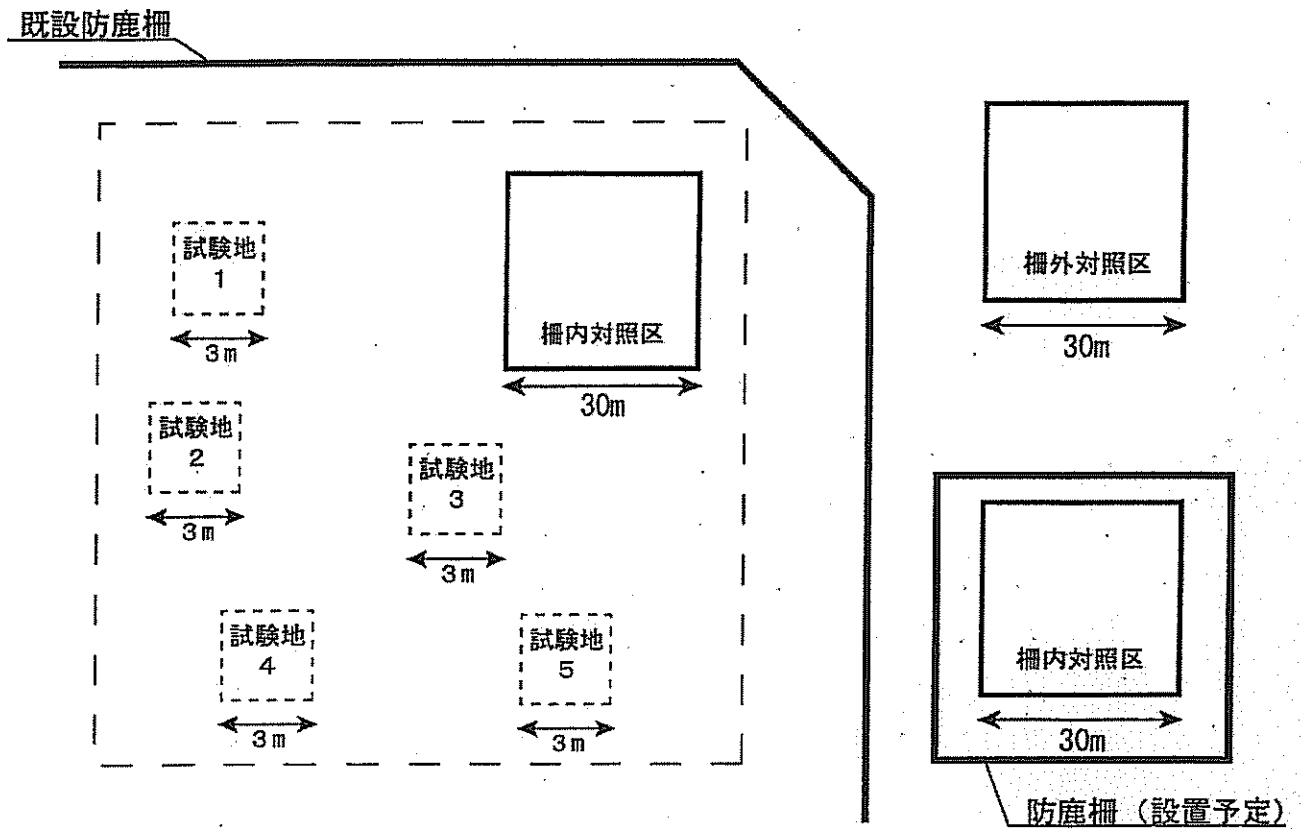 既設防鹿柵
試験地
1
3m
柵内対照区
30m
柵外対照区
30m
試験地
2
3m
試験地
3
3m
試験地
4
3m
試験地
5
3m
柵内対照区
30m
防鹿柵（設置予定）